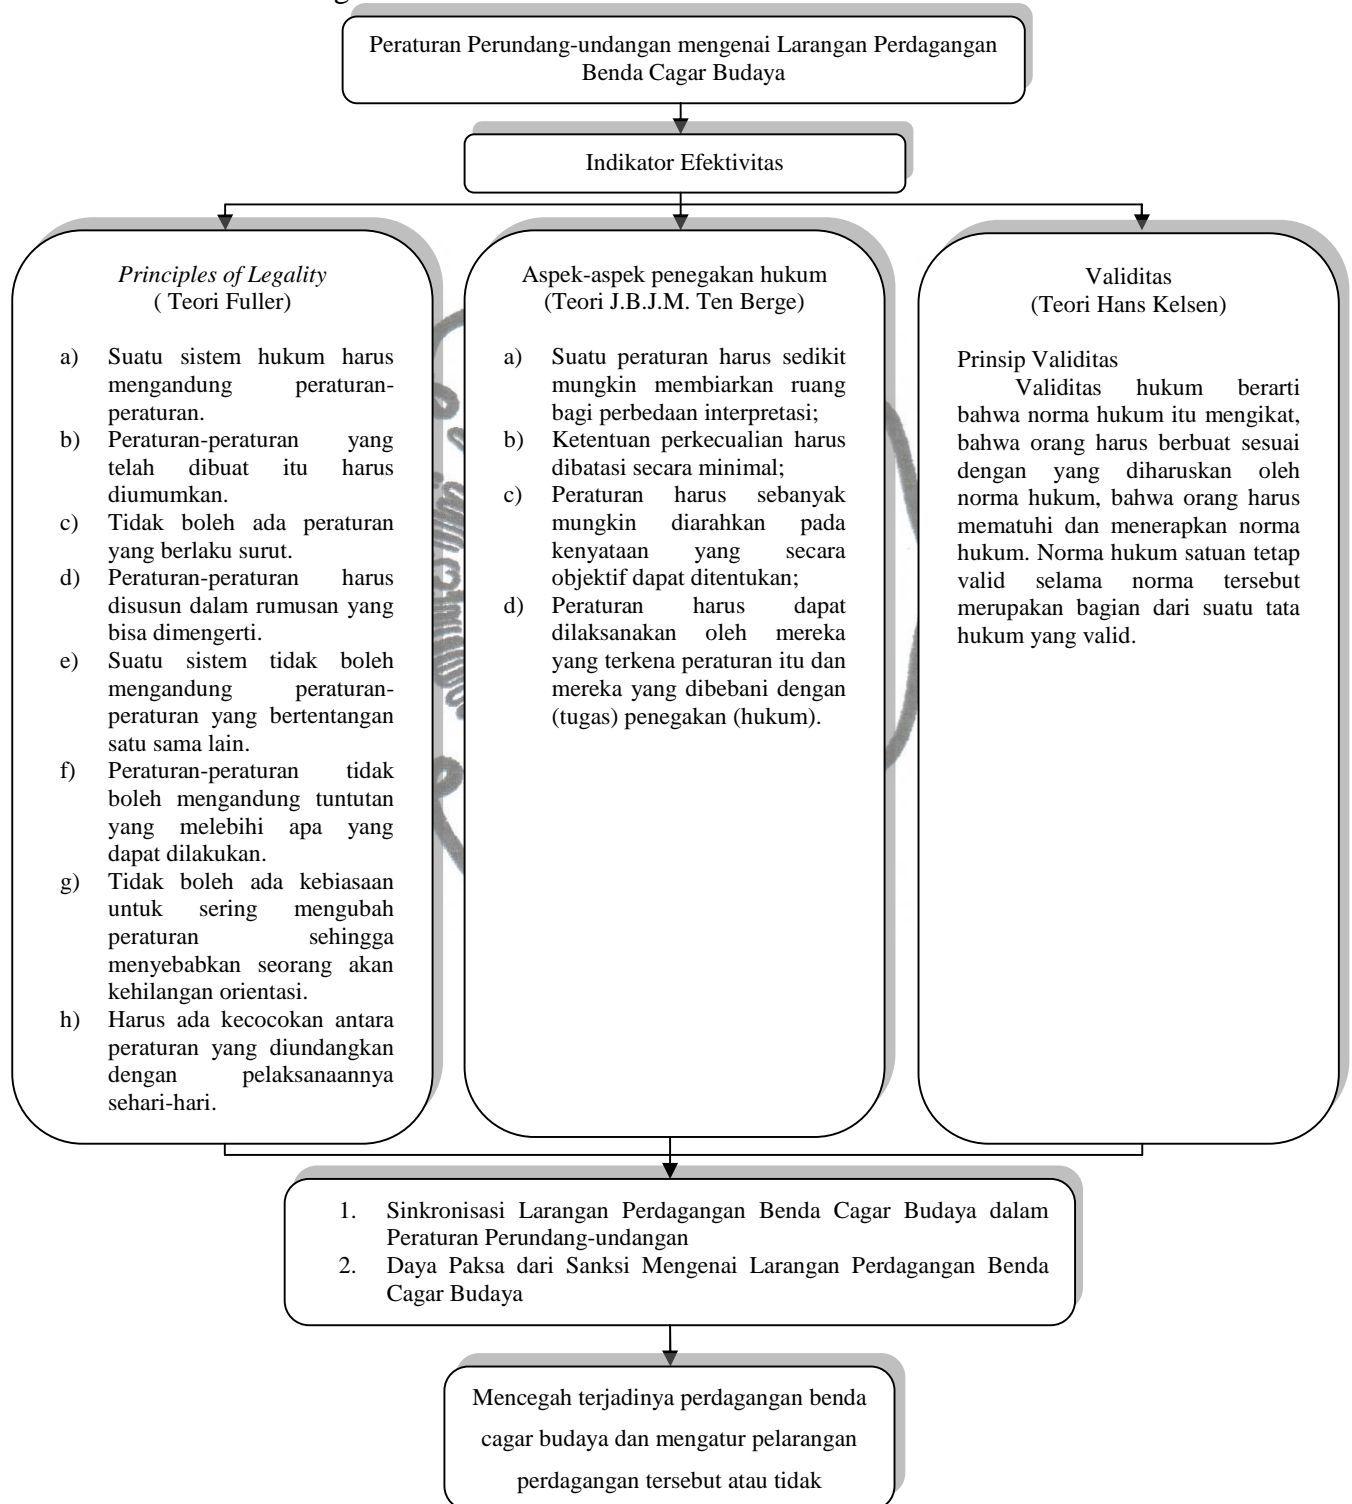 Peraturan Perundang-undangan mengenai Larangan Perdagangan
Benda Cagar Budaya
Indikator Efektivitas
Principles of Legality
( Teori Fuller)
a) Suatu sistem hukum harus
mengandung peraturan-
peraturan.
b) Peraturan-peraturan yang
telah dibuat itu harus
diumumkan.
c) Tidak boleh ada peraturan
yang berlaku surut.
d) Peraturan-peraturan harus
disusun dalam rumusan yang
bisa dimengerti.
e) Suatu sistem tidak boleh
mengandung peraturan-
peraturan yang bertentangan
satu sama lain.
f) Peraturan-peraturan tidak
boleh mengandung tuntutan
yang melebihi apa yang
dapat dilakukan.
g) Tidak boleh ada kebiasaan
untuk sering mengubah
peraturan sehingga
menyebabkan seorang akan
kehilangan orientasi.
h) Harus ada kecocokan antara
peraturan yang diundangkan
dengan pelaksanaannya
sehari-hari.
Aspek-aspek penegakan hukum
(Teori J.B.J.M. Ten Berge)
a) Suatu peraturan harus sedikit
mungkin membiarkan ruang
bagi perbedaan interpretasi;
b) Ketentuan perkecualian harus
dibatasi secara minimal;
c) Peraturan harus sebanyak
mungkin diarahkan pada
kenyataan yang secara
objektif dapat ditentukan;
d) Peraturan harus dapat
dilaksanakan oleh mereka
yang terkena peraturan itu dan
mereka yang dibebani dengan
(tugas) penegakan (hukum).
Validitas
(Teori Hans Kelsen)
Prinsip Validitas
Validitas hukum berarti
bahwa norma hukum itu mengikat,
bahwa orang harus berbuat sesuai
dengan yang diharuskan oleh
norma hukum, bahwa orang harus
mematuhi dan menerapkan norma
hukum. Norma hukum satuan tetap
valid selama norma tersebut
merupakan bagian dari suatu tata
hukum yang valid.
1. Sinkronisasi Larangan Perdagangan Benda Cagar Budaya dalam
Peraturan Perundang-undangan
2. Daya Paksa dari Sanksi Mengenai Larangan Perdagangan Benda
Cagar Budaya
Mencegah terjadinya perdagangan benda
cagar budaya dan mengatur pelarangan
perdagangan tersebut atau tidak